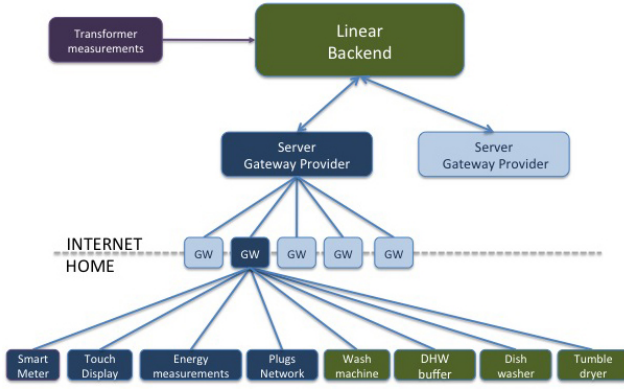 Transformer
measurements
Linear
Backend
Server
Gateway Provider
Server
Gateway Provider
INTERNET
HOME
GW
GW
GW
GW
GW
Smart
Meter
Touch
Display
Energy
measurements
Plugs
Network
Wash
machine
DHW
buffer
Dish
washer
Tumble
dryer